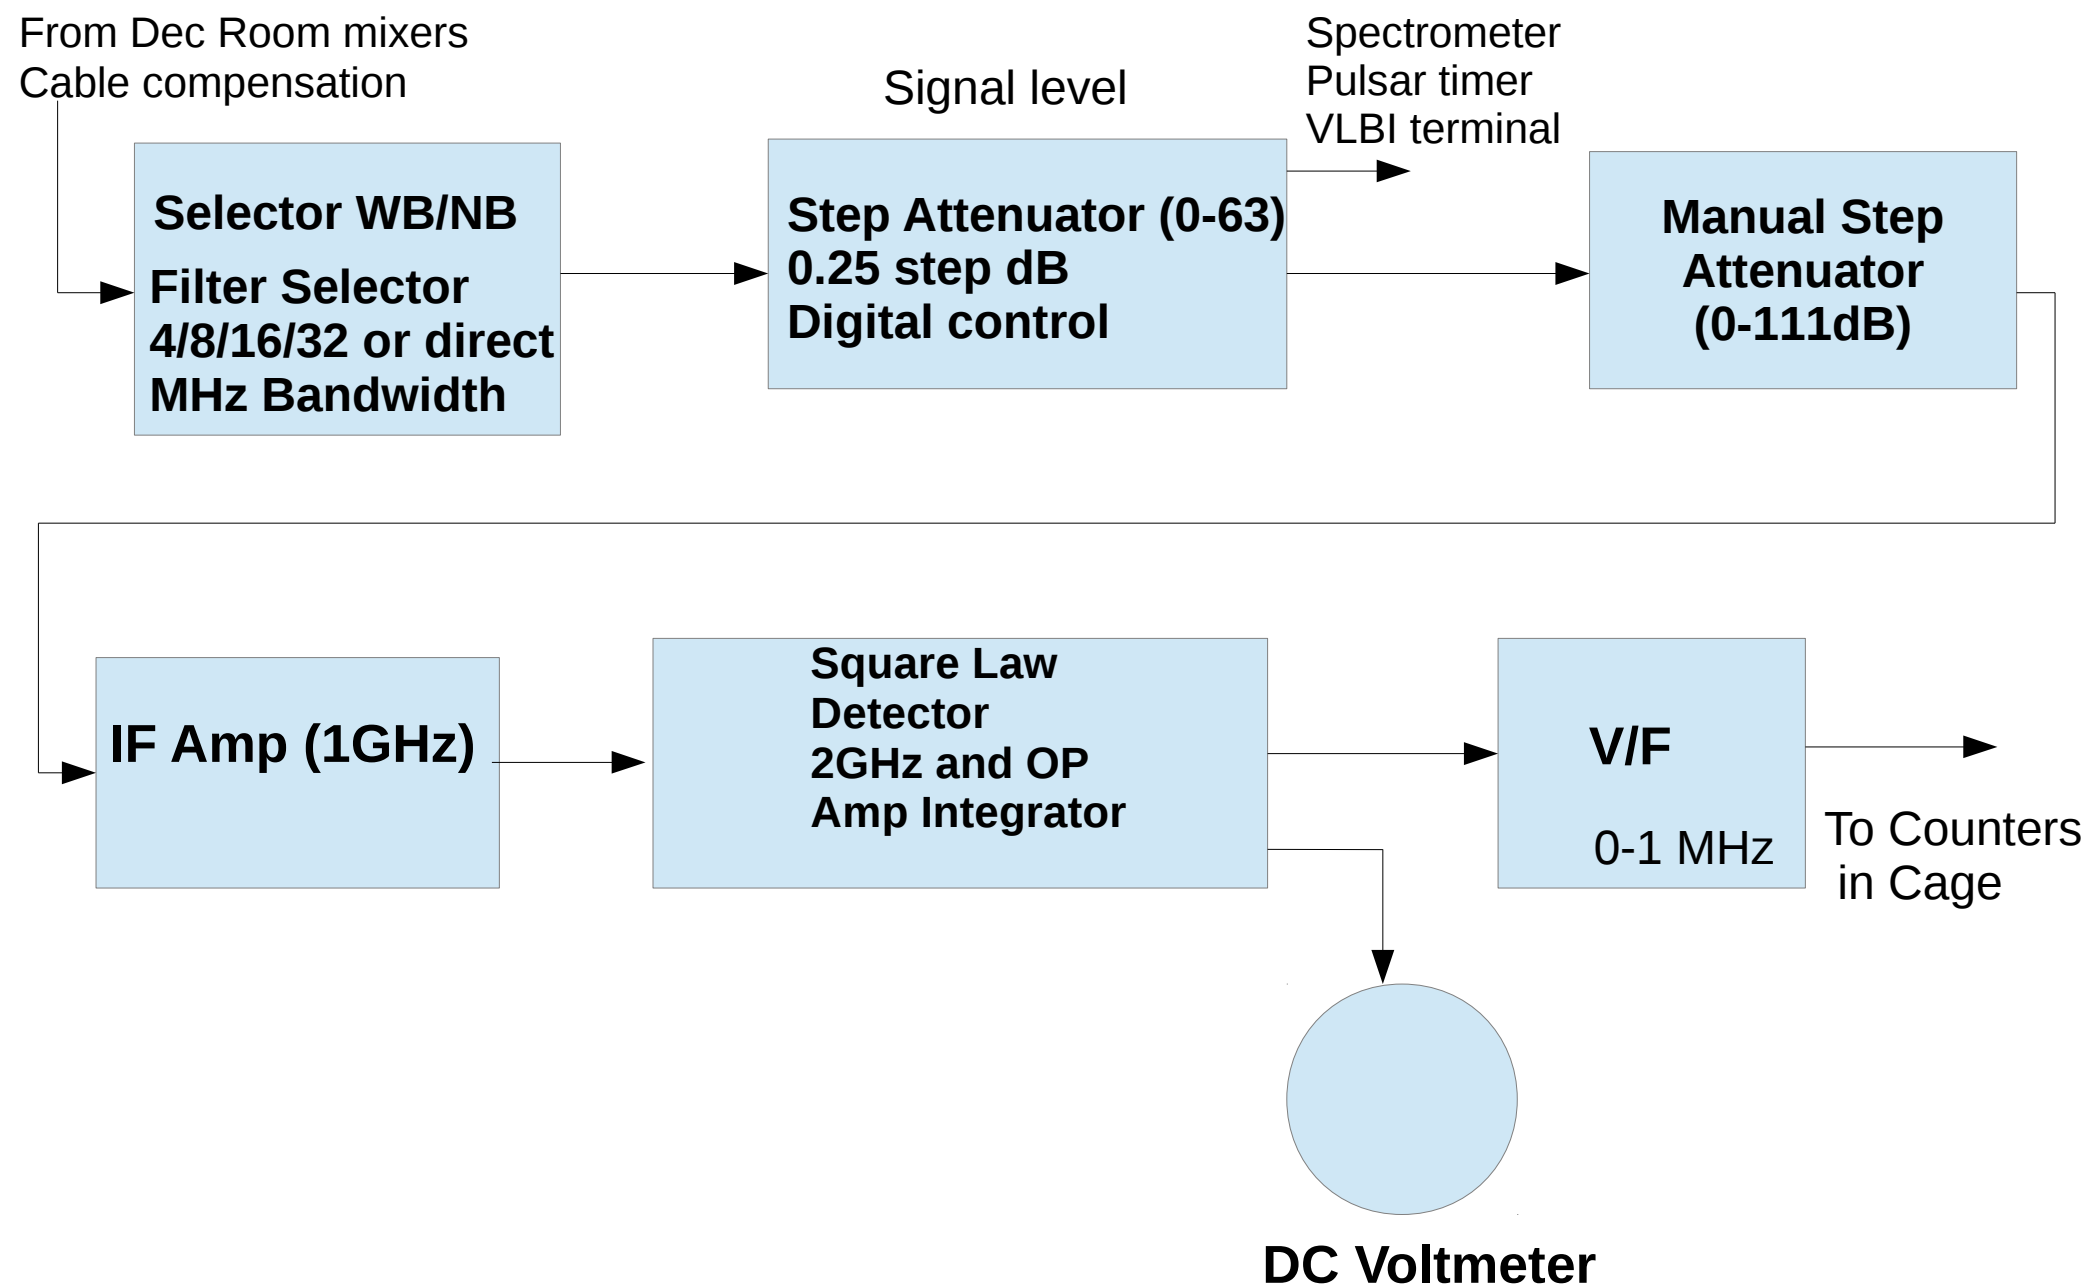 From Dec Room mixers
Cable compensation
Signal level
Spectrometer
Pulsar timer
VLBI terminal
Selector WB/NB
Filter Selector
4/8/16/32 or direct
MHz Bandwidth
Step Attenuator (0-63)
0.25 step dB
Digital control
Manual Step
Attenuator
(0-111dB)
IF Amp (1GHz)
Square Law
Detector
2GHz and OP
Amp Integrator
V/F
0-1 MHz
To Counters
in Cage
DC Voltmeter